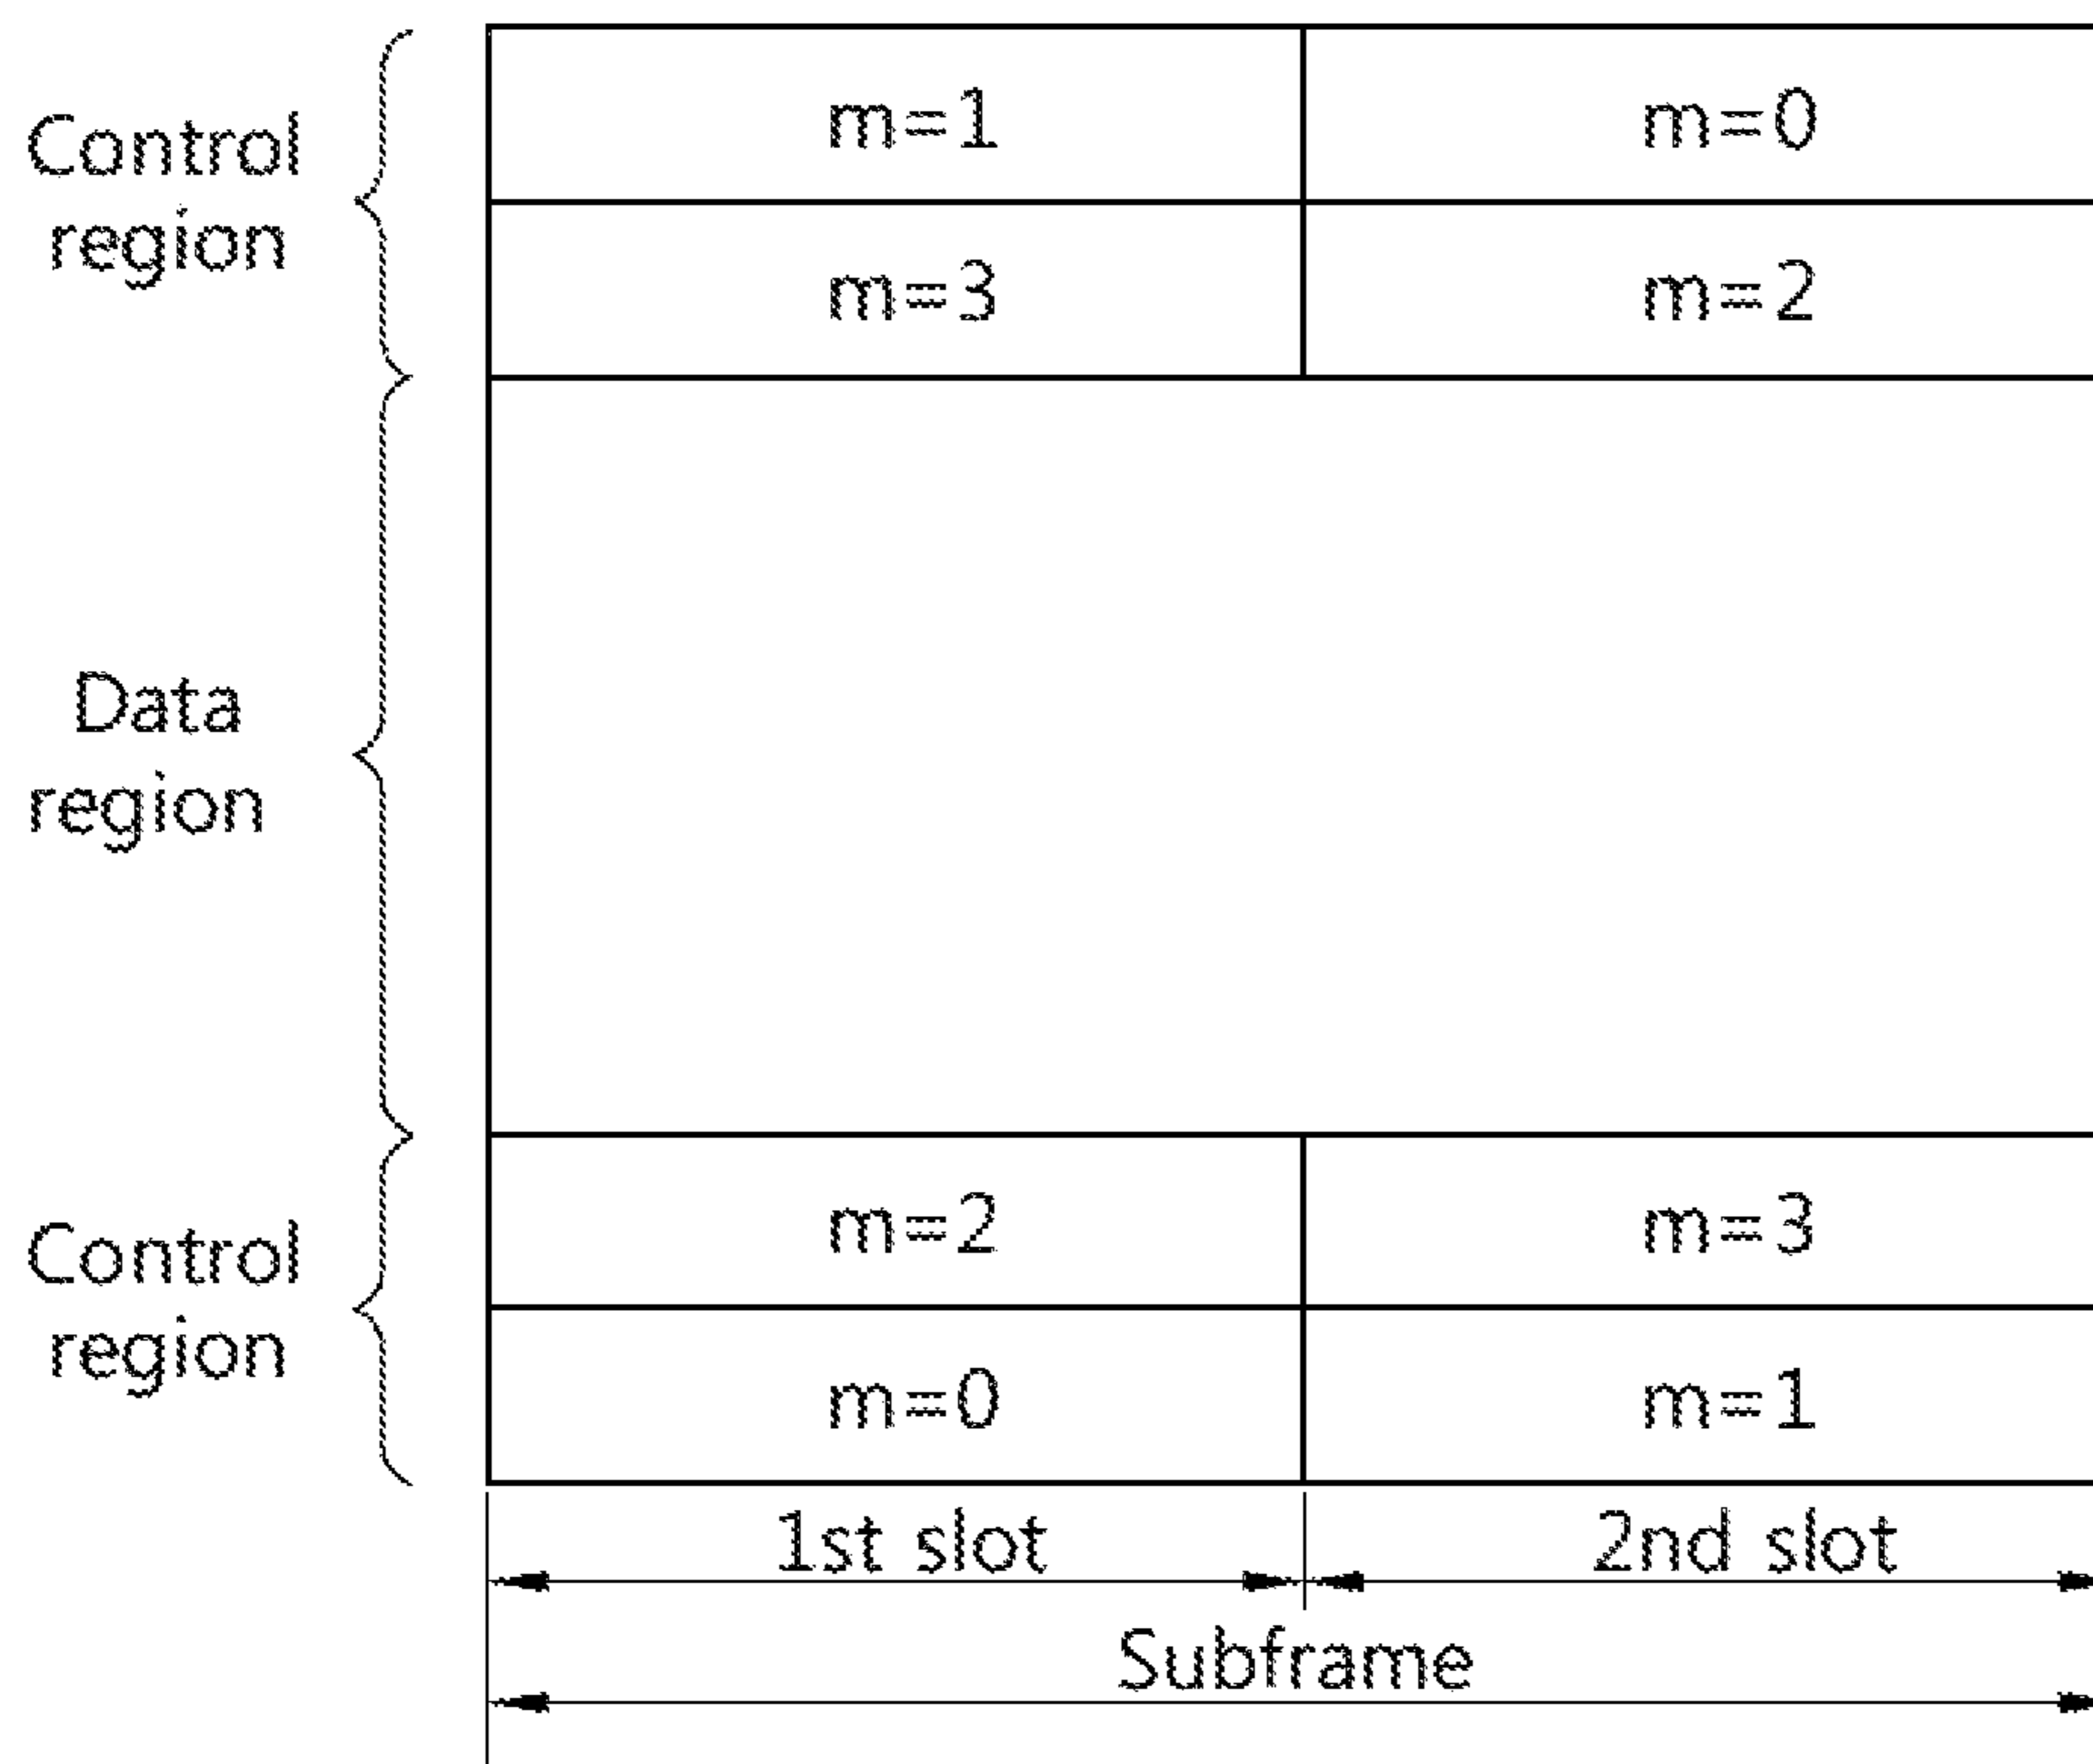 Control
region
m=1
m=0
m=3
m=2
Data
region
Control
region
m=2
m=3
m=0
m=1
1st slot
2nd slot
Subframe